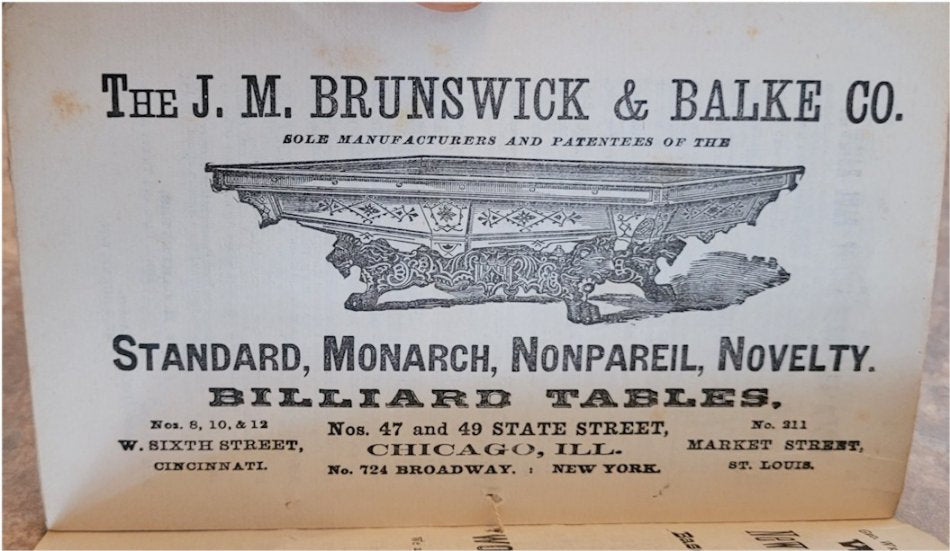 THE J. M. BRUNSWICK & BALKE CO.
SOLE MANUFACTURERS AND PATENTEES OF THE
STANDARD, MONARCH, NONPAREIL, NOVELTY.
BILLIARD TABLES,
Nos. 8, 10, & 12
W. SIXTH STREET,
CINCINNATI.
Nos. 47 and 49 STATE STREET,
CHICAGO, ILL.
No. 724 BROADWAY. : NEW YORK.
No. 211
MARKET STREET,
ST. LOUIS.